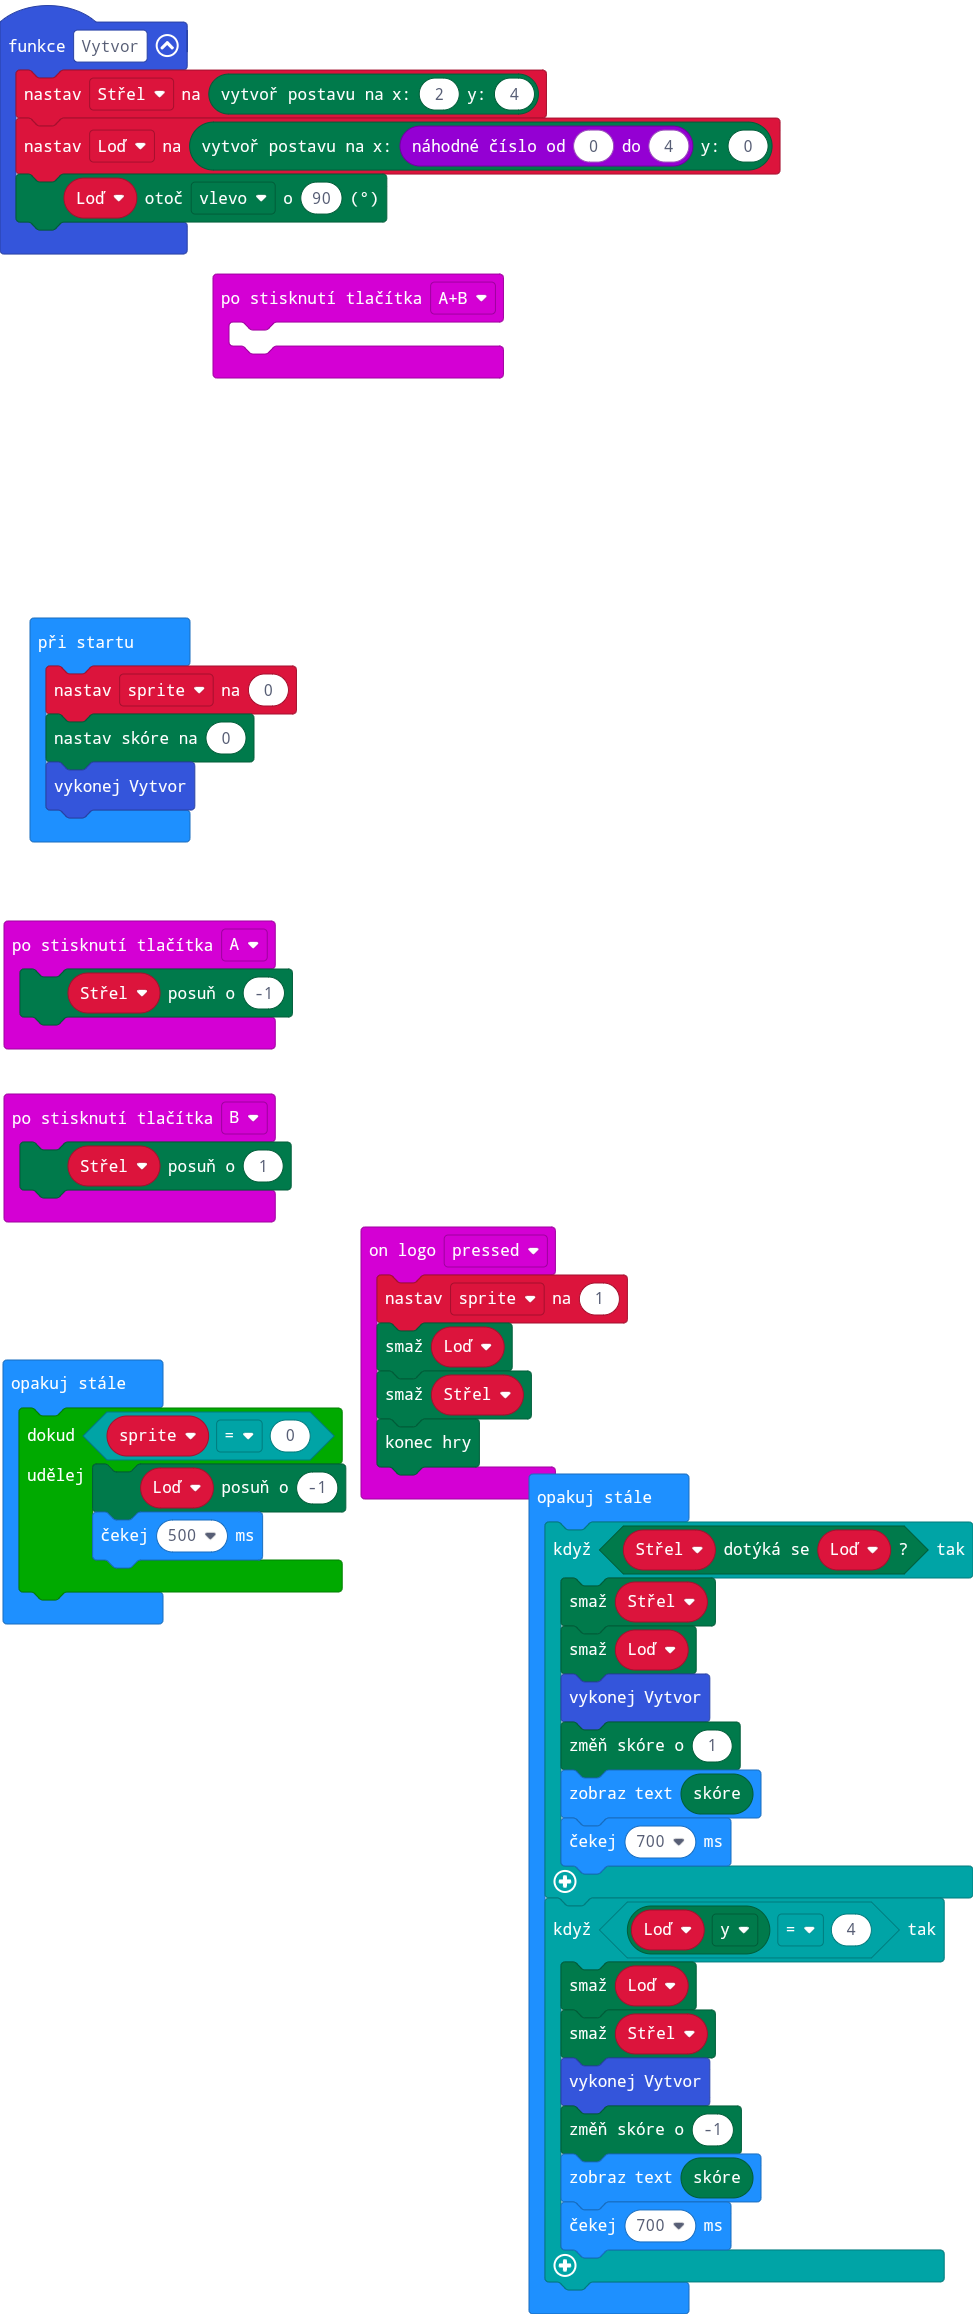 funkce Vytvor
nastav Střel na vytvoř postavu na x: 2 y: 4
nastav Loď na vytvoř postavu na x: náhodné číslo od 0 do 4 y: 0
Loď otoč vlevo o 90 (°)
po stisknutí tlačítka A+B
při startu
nastav sprite na 0
nastav skóre na 0
vykonej Vytvor
po stisknutí tlačítka A
Střel posuň o -1
po stisknutí tlačítka B
Střel posuň o 1
on logo pressed
nastav sprite na 1
smaž Loď
smaž Střel
konec hry
opakuj stále
dokud sprite = 0
udělej Loď posuň o -1
čekej 500 ms
opakuj stále
když Střel dotýká se Loď ? tak
smaž Střel
smaž Loď
vykonej Vytvor
změň skóre o 1
zobraz text skóre
čekej 700 ms
když Loď y = 4 tak
smaž Loď
smaž Střel
vykonej Vytvor
změň skóre o -1
zobraz text skóre
čekej 700 ms